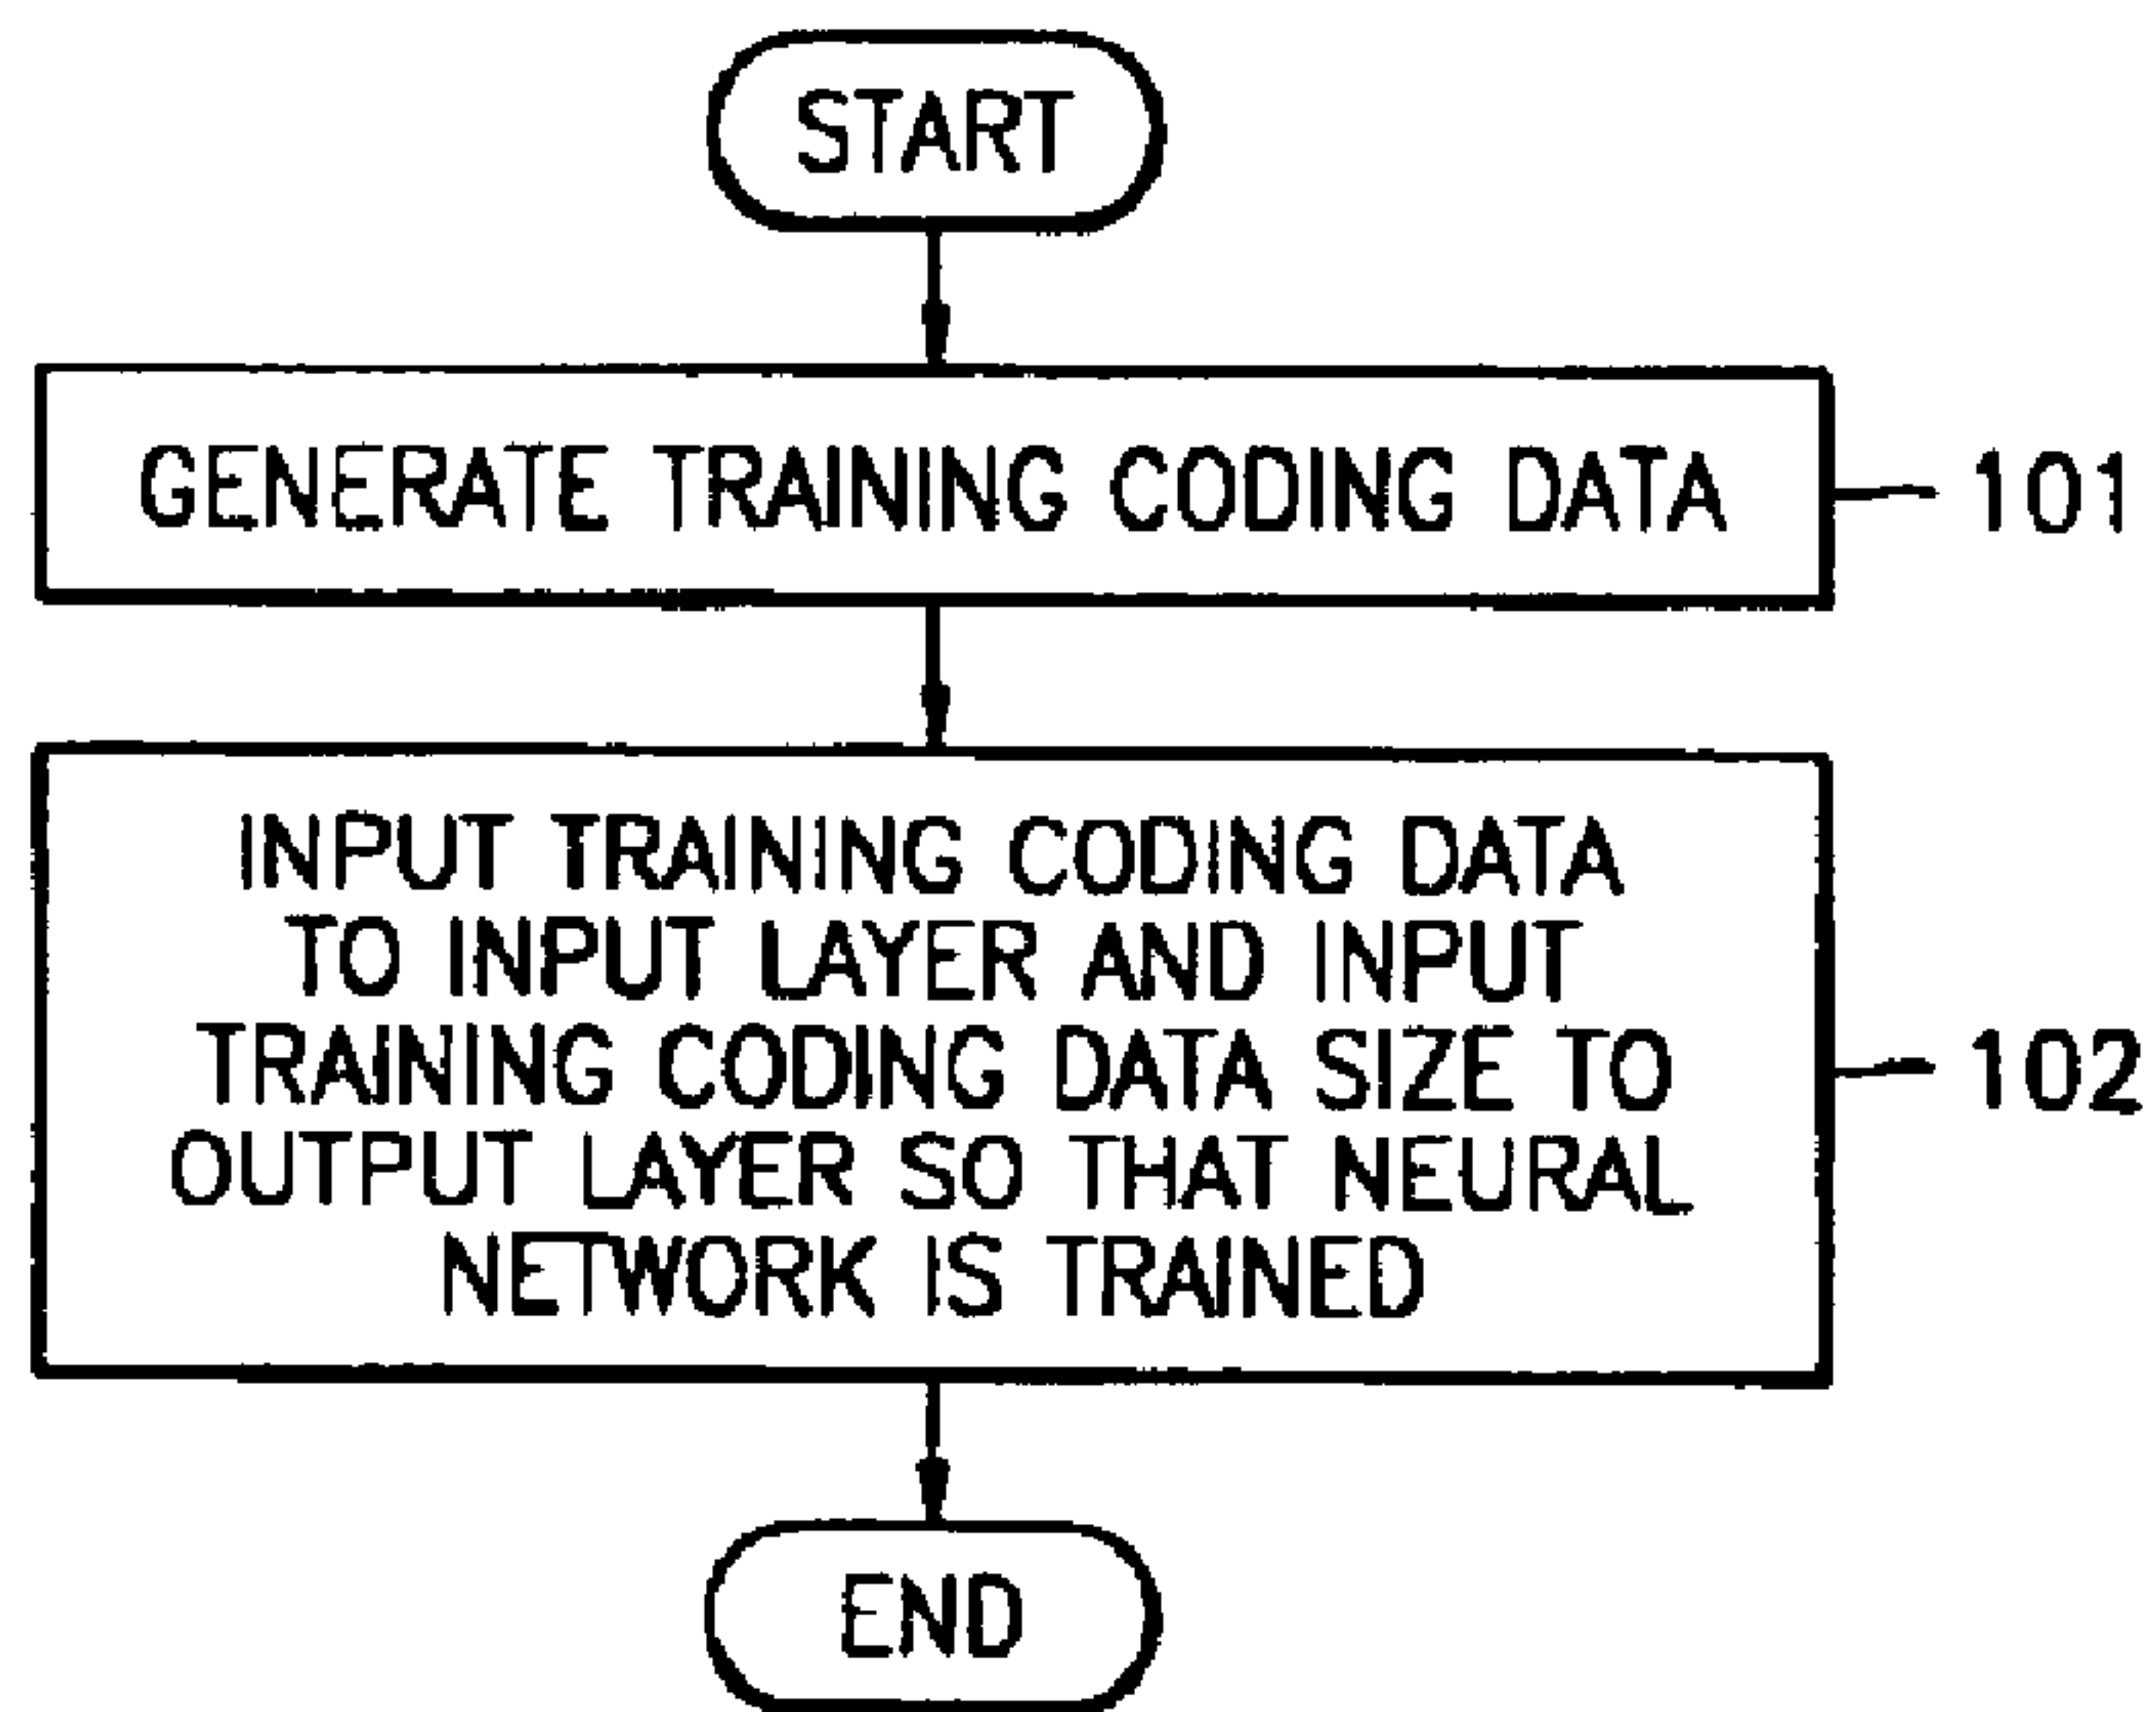 START
GENERATE TRAINING CODING DATA
101
INPUT TRAINING CODING DATA
TO INPUT LAYER AND INPUT
TRAINING CODING DATA SIZE TO
OUTPUT LAYER SO THAT NEURAL
NETWORK IS TRAINED
102
END